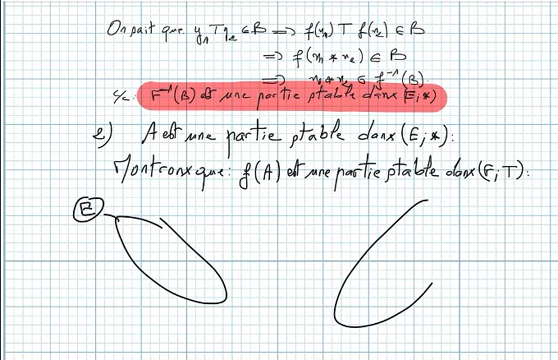 On sait que y₁ T y₂ ∈ B ⟹ f(x₁) T f(x₂) ∈ B
⟹ f(x₁ * x₂) ∈ B
⟹ x₁ * x₂ ∈ f⁻¹(B)
c/c: F⁻¹(B) est une partie stable dans (E, *)
2) A est une partie stable dans (E, *):
Montrons que: f(A) est une partie stable dans (F, T):
E